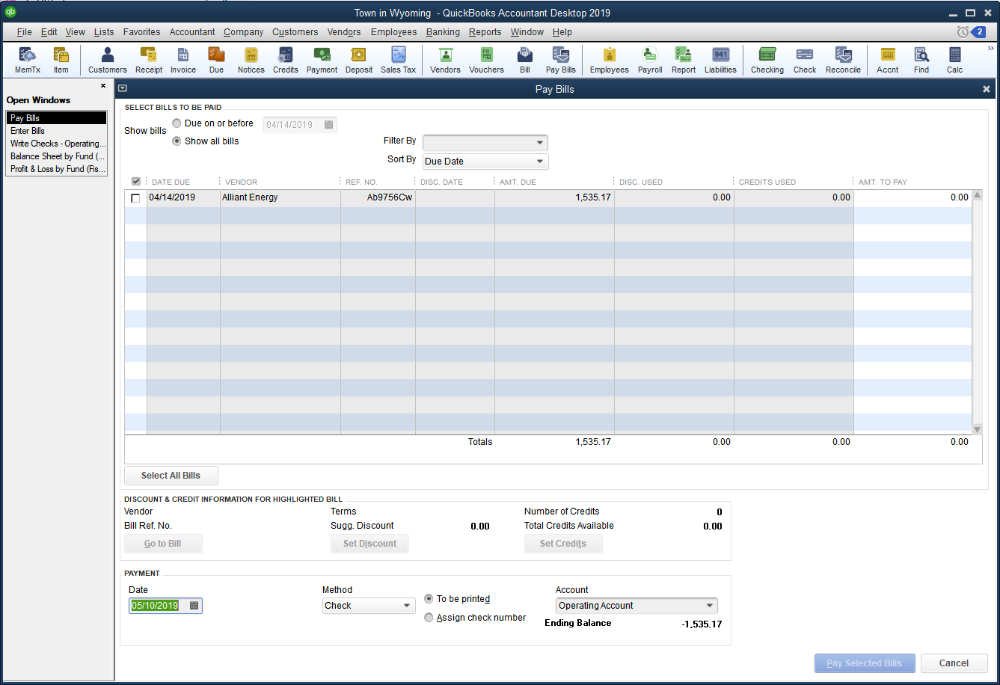 Town in Wyoming - QuickBooks Accountant Desktop 2019
File Edit View Lists Favorites Accountant Company Customers Vendors Employees Banking Reports Window Help 2
MemTx Item Customers Receipt Invoice Due Notices Credits Payment Deposit Sales Tax Vendors Vouchers Bill Pay Bills Employees Payroll Report Liabilities Checking Check Reconcile Accnt Find Calc
Open Windows
Pay Bills
Enter Bills
Write Checks - Operating...
Balance Sheet by Fund (...
Profit & Loss by Fund (Fis...
Pay Bills
SELECT BILLS TO BE PAID
Show bills
Due on or before 04/14/2019
Show all bills
Filter By
Sort By Due Date
DATE DUE VENDOR REF. NO. DISC. DATE AMT. DUE DISC. USED CREDITS USED AMT. TO PAY
04/14/2019 Alliant Energy Ab9756Cw 1,535.17 0.00 0.00 0.00
Totals 1,535.17 0.00 0.00 0.00
Select All Bills
DISCOUNT & CREDIT INFORMATION FOR HIGHLIGHTED BILL
Vendor Terms Number of Credits 0
Bill Ref. No. Sugg. Discount 0.00 Total Credits Available 0.00
Go to Bill Set Discount Set Credits
PAYMENT
Date Method Account
05/10/2019 Check To be printed Operating Account
Assign check number Ending Balance -1,535.17
Pay Selected Bills Cancel